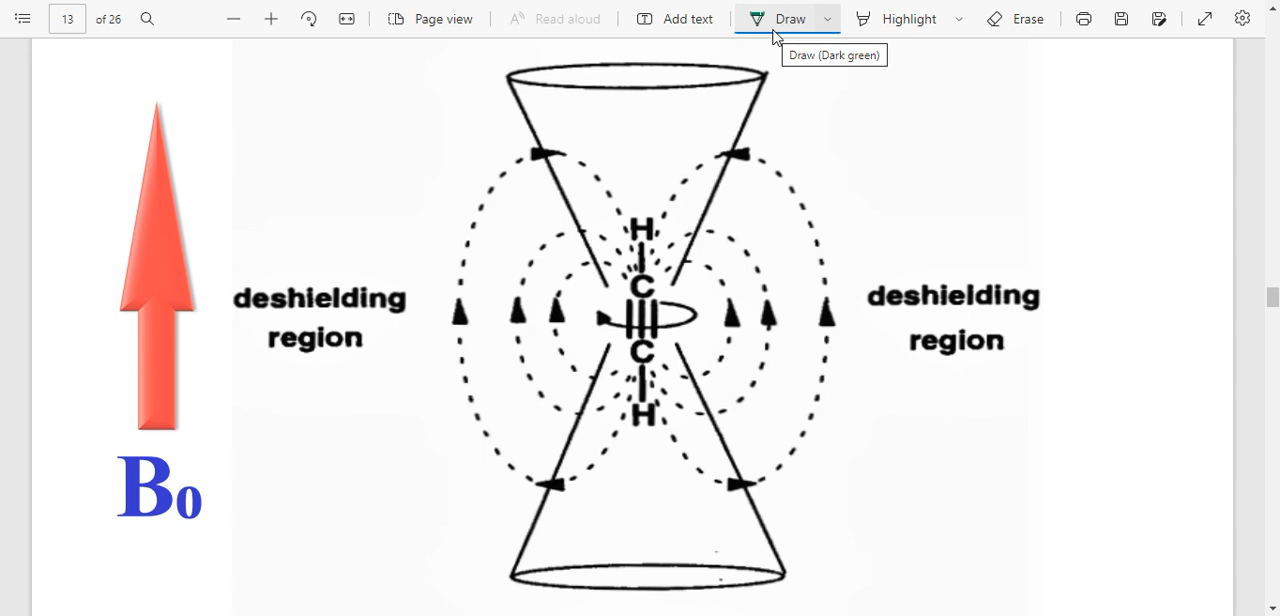 13 of 26 Page view Read aloud Add text Draw Highlight Erase
Draw (Dark green)
H
C
deshielding
region
deshielding
region
C
H
B0